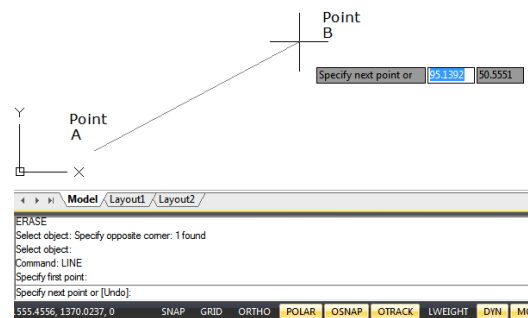 Point
B
Specify next point or 95.1392 50.5551
Y
Point
A
X
Model Layout1 Layout2
ERASE
Select object: Specify opposite corner: 1 found
Select object:
Command: LINE
Specify first point:
Specify next point or [Undo]:
555.4556, 1370.0237, 0 SNAP GRID ORTHO POLAR OSNAP OTRACK LWEIGHT DYN